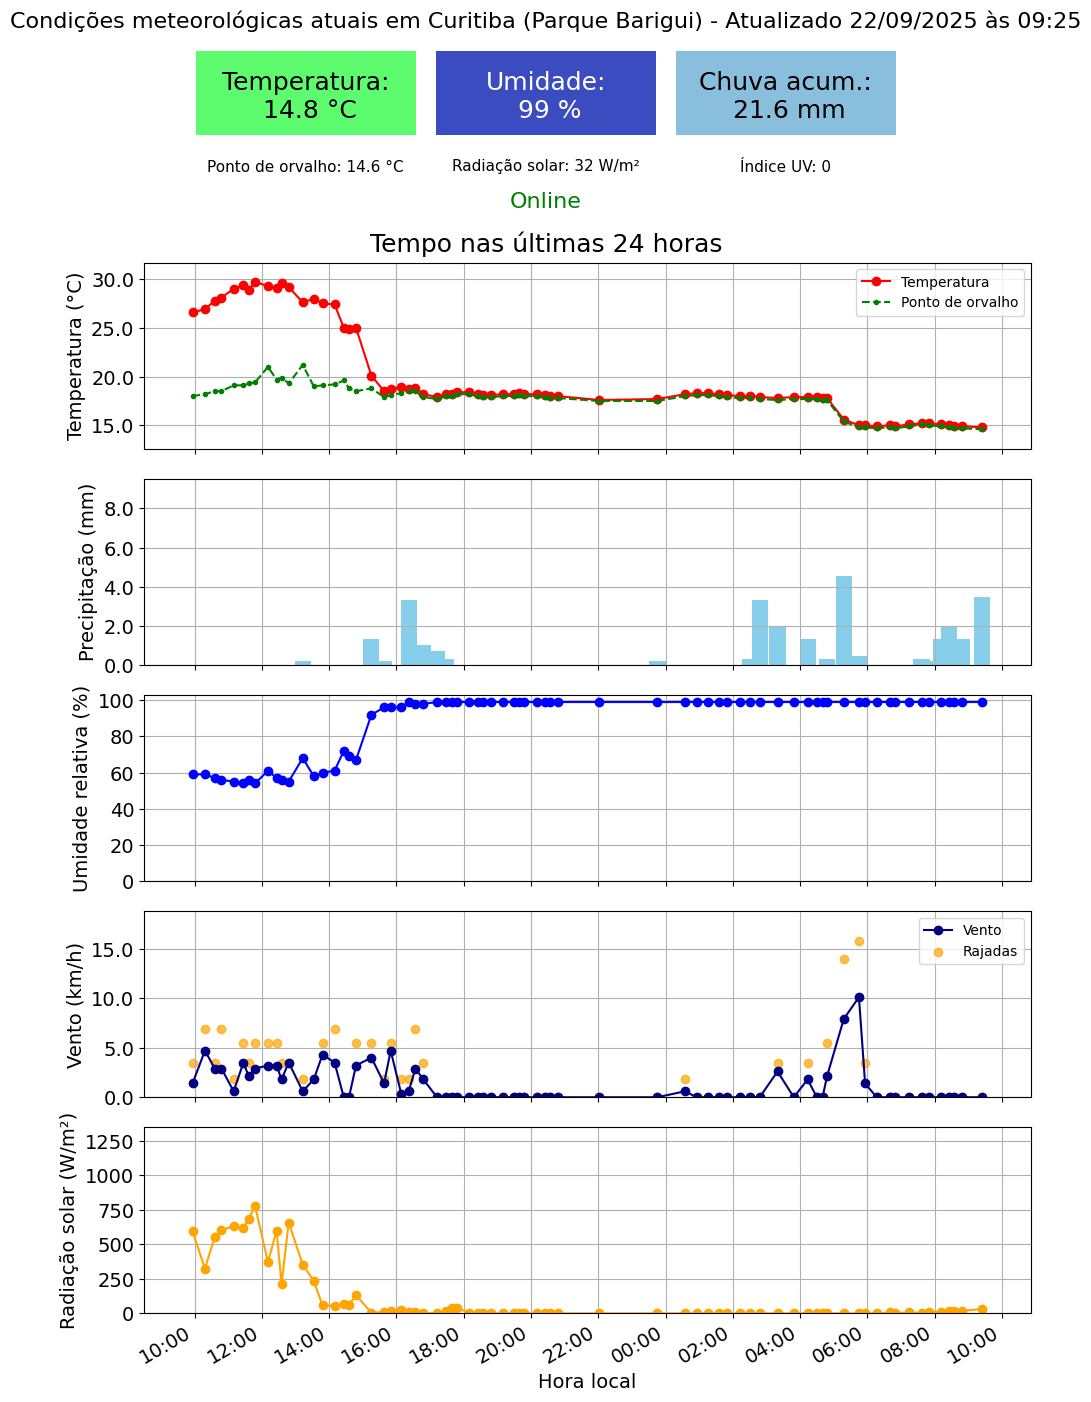 Condições meteorológicas atuais em Curitiba (Parque Barigui) - Atualizado 22/09/2025 às 09:25
Temperatura:
14.8 °C
Umidade:
99 %
Chuva acum.:
21.6 mm
Ponto de orvalho: 14.6 °C
Radiação solar: 32 W/m²
Índice UV: 0
Online
Tempo nas últimas 24 horas
Temperatura (°C)
30.0
25.0
20.0
15.0
Temperatura
Ponto de orvalho
Precipitação (mm)
8.0
6.0
4.0
2.0
0.0
Umidade relativa (%)
100
80
60
40
20
0
Vento (km/h)
15.0
10.0
5.0
0.0
Vento
Rajadas
Radiação solar (W/m²)
1250
1000
750
500
250
0
10:00
12:00
14:00
16:00
18:00
20:00
22:00
00:00
02:00
04:00
06:00
08:00
10:00
Hora local